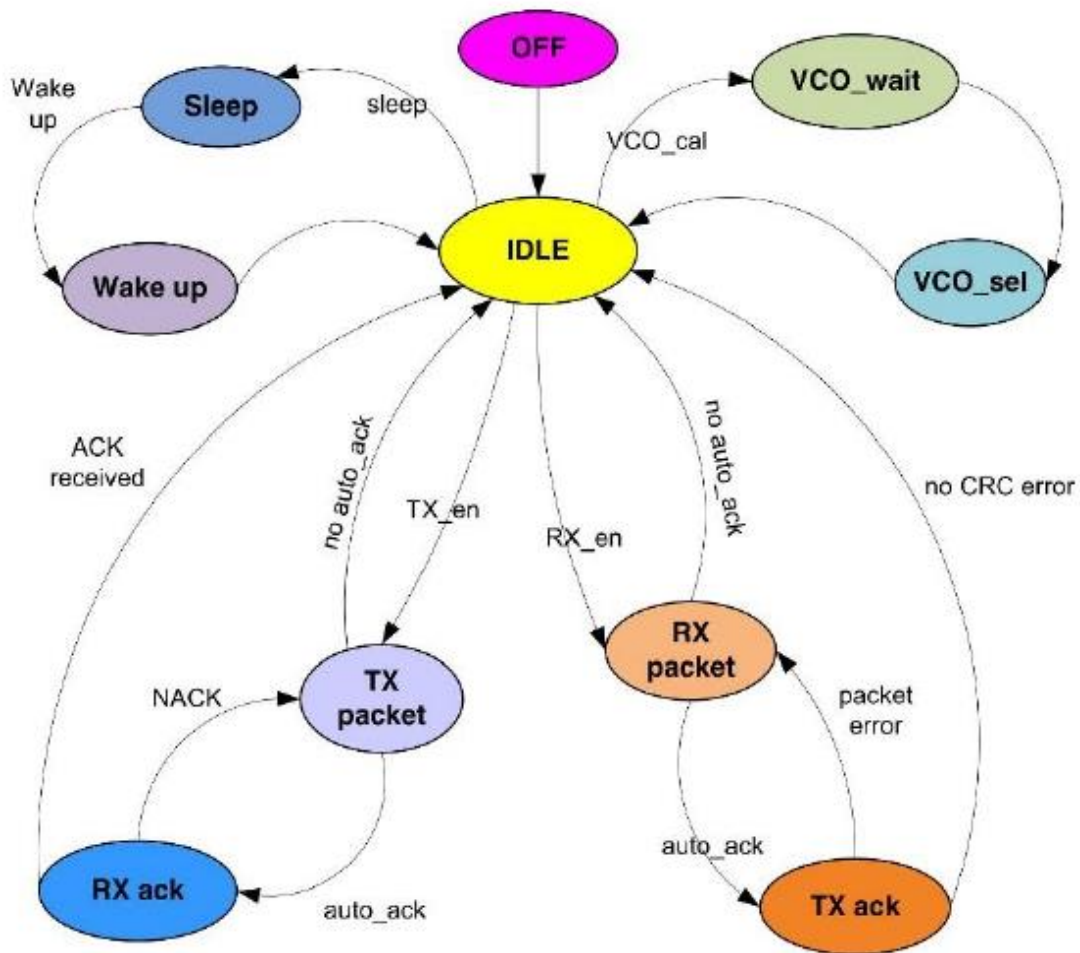 OFF
VCO_wait
Wake
up
Sleep
sleep
VCO_cal
IDLE
Wake up
VCO_sel
ACK
received
no auto_ack
TX_en
RX_en
no auto_ack
no CRC error
RX
packet
TX
packet
NACK
packet
error
auto_ack
RX ack
auto_ack
TX ack